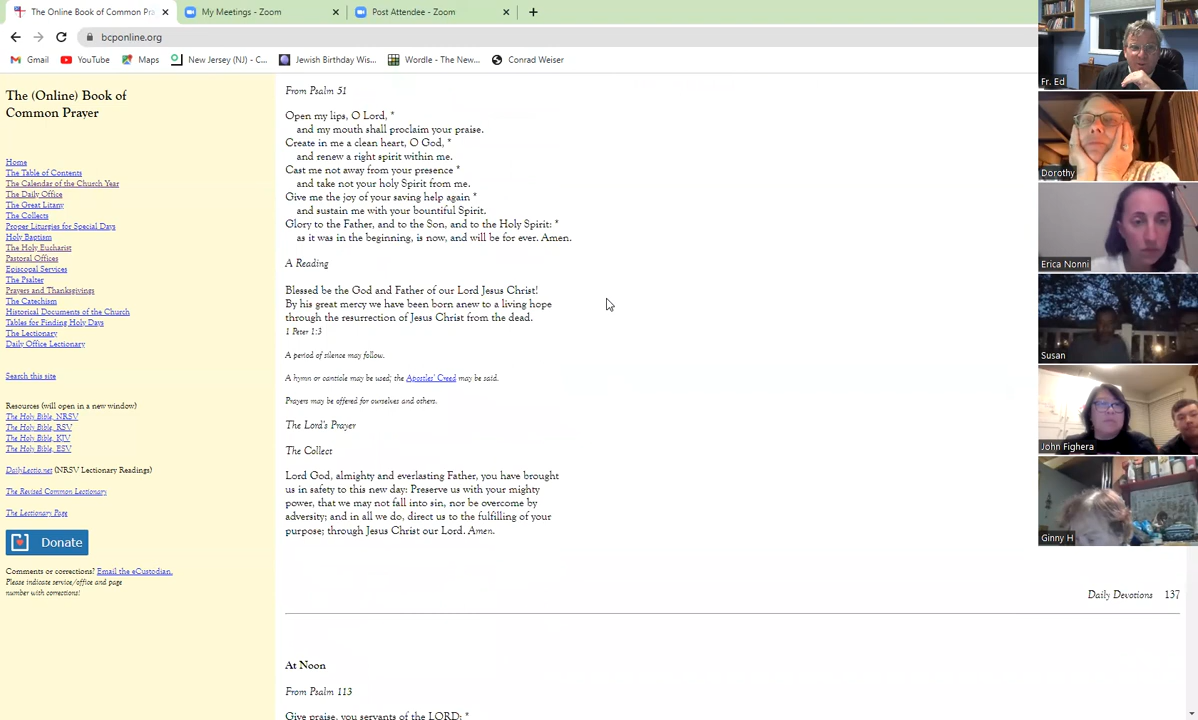 The Online Book of Common Pra
My Meetings - Zoom
Post Attendee - Zoom
bcponline.org
Gmail
YouTube
Maps
New Jersey (NJ) - C...
Jewish Birthday Wis...
Wordle - The New...
Conrad Weiser
The (Online) Book of
Common Prayer
Home
The Table of Contents
The Calendar of the Church Year
The Daily Office
The Great Litany
The Collects
Proper Liturgies for Special Days
Holy Baptism
The Holy Eucharist
Pastoral Offices
Episcopal Services
The Psalter
Prayers and Thanksgivings
The Catechism
Historical Documents of the Church
Tables for Finding Holy Days
The Lectionary
Daily Office Lectionary
Search this site
Resources (will open in a new window)
The Holy Bible, NRSV
The Holy Bible, RSV
The Holy Bible, KJV
The Holy Bible, ESV
DailyLectio.net (NRSV Lectionary Readings)
The Revised Common Lectionary
The Lectionary Page
Donate
Comments or corrections? Email the eCustodian.
Please indicate service/office and page
number with corrections!
From Psalm 51
Open my lips, O Lord, *
and my mouth shall proclaim your praise.
Create in me a clean heart, O God, *
and renew a right spirit within me.
Cast me not away from your presence *
and take not your holy Spirit from me.
Give me the joy of your saving help again *
and sustain me with your bountiful Spirit.
Glory to the Father, and to the Son, and to the Holy Spirit: *
as it was in the beginning, is now, and will be for ever. Amen.
A Reading
Blessed be the God and Father of our Lord Jesus Christ!
By his great mercy we have been born anew to a living hope
through the resurrection of Jesus Christ from the dead.
1 Peter 1:3
A period of silence may follow.
A hymn or canticle may be used; the Apostles' Creed may be said.
Prayers may be offered for ourselves and others.
The Lord's Prayer
The Collect
Lord God, almighty and everlasting Father, you have brought
us in safety to this new day: Preserve us with your mighty
power, that we may not fall into sin, nor be overcome by
adversity; and in all we do, direct us to the fulfilling of your
purpose; through Jesus Christ our Lord. Amen.
Daily Devotions 137
At Noon
From Psalm 113
Give praise, you servants of the LORD; *
Fr. Ed
Dorothy
Erica Nonni
Susan
John Fighera
Ginny H